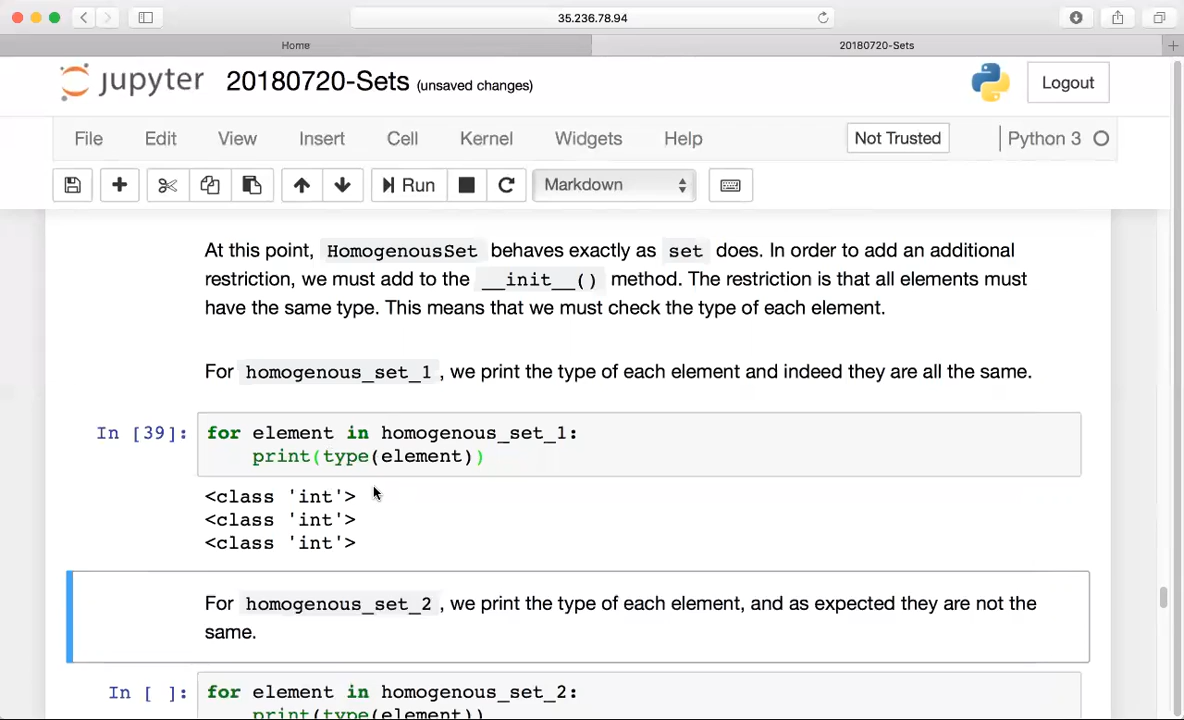 35.236.78.94
Home
20180720-Sets
jupyter 20180720-Sets (unsaved changes)
Logout
File Edit View Insert Cell Kernel Widgets Help
Not Trusted
Python 3
Run
Markdown
At this point, HomogenousSet behaves exactly as set does. In order to add an additional
restriction, we must add to the __init__() method. The restriction is that all elements must
have the same type. This means that we must check the type of each element.
For homogenous_set_1 , we print the type of each element and indeed they are all the same.
In [39]: for element in homogenous_set_1:
print(type(element))
<class 'int'>
<class 'int'>
<class 'int'>
For homogenous_set_2 , we print the type of each element, and as expected they are not the
same.
In [ ]: for element in homogenous_set_2:
print(type(element))